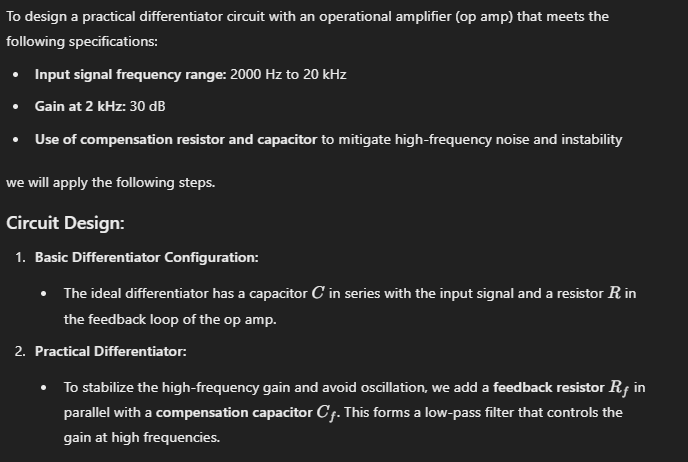 To design a practical differentiator circuit with an operational amplifier (op amp) that meets the
following specifications:
• Input signal frequency range: 2000 Hz to 20 kHz
• Gain at 2 kHz: 30 dB
• Use of compensation resistor and capacitor to mitigate high-frequency noise and instability
we will apply the following steps.
Circuit Design:
1. Basic Differentiator Configuration:
• The ideal differentiator has a capacitor C in series with the input signal and a resistor R in
the feedback loop of the op amp.
2. Practical Differentiator:
• To stabilize the high-frequency gain and avoid oscillation, we add a feedback resistor R_f in
parallel with a compensation capacitor C_f. This forms a low-pass filter that controls the
gain at high frequencies.